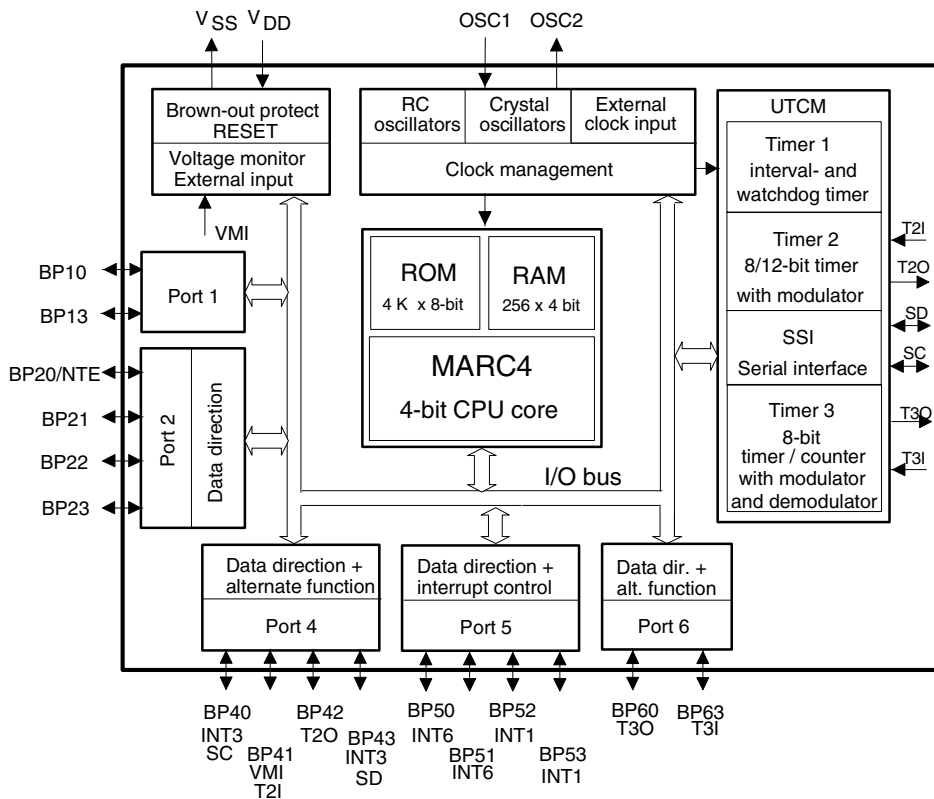 VSS
VDD
OSC1
OSC2
Brown-out protect
RESET
Voltage monitor
External input
VMI
RC
oscillators
Crystal
oscillators
External
clock input
Clock management
UTCM
Timer 1
interval- and
watchdog timer
Timer 2
8/12-bit timer
with modulator
SSI
Serial interface
Timer 3
8-bit
timer / counter
with modulator
and demodulator
T2I
T2O
SD
SC
T3O
T3I
ROM
4 K x 8-bit
RAM
256 x 4 bit
MARC4
4-bit CPU core
I/O bus
BP10
BP13
Port 1
BP20/NTE
BP21
BP22
BP23
Port 2
Data direction
Data direction +
alternate function
Port 4
Data direction +
interrupt control
Port 5
Data dir. +
alt. function
Port 6
BP40
INT3
SC
BP41
VMI
T2I
BP42
T2O
BP43
INT3
SD
BP50
INT6
BP51
INT6
BP52
INT1
BP53
INT1
BP60
T3O
BP63
T3I